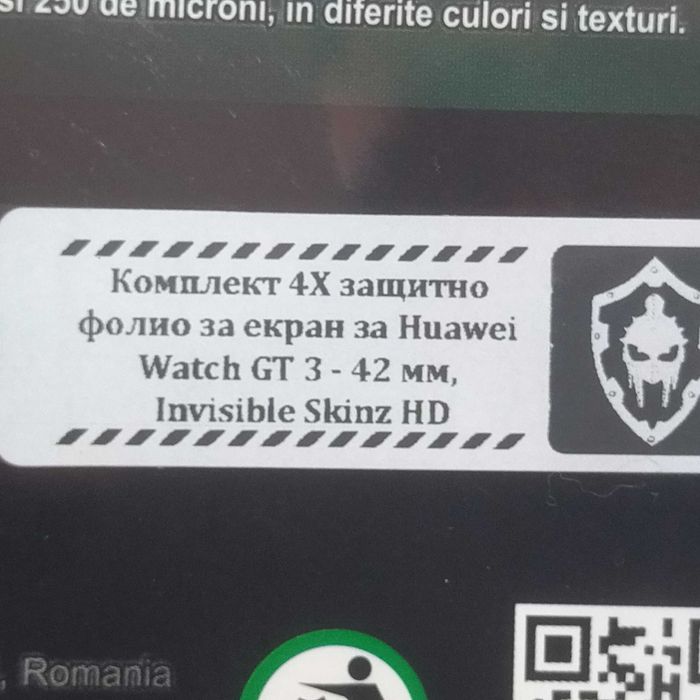 si 250 de microni, in diferite culori si texturi.
Комплект 4X защитно
фолио за екран за Huawei
Watch GT 3 - 42 мм,
Invisible Skinz HD
, Romania